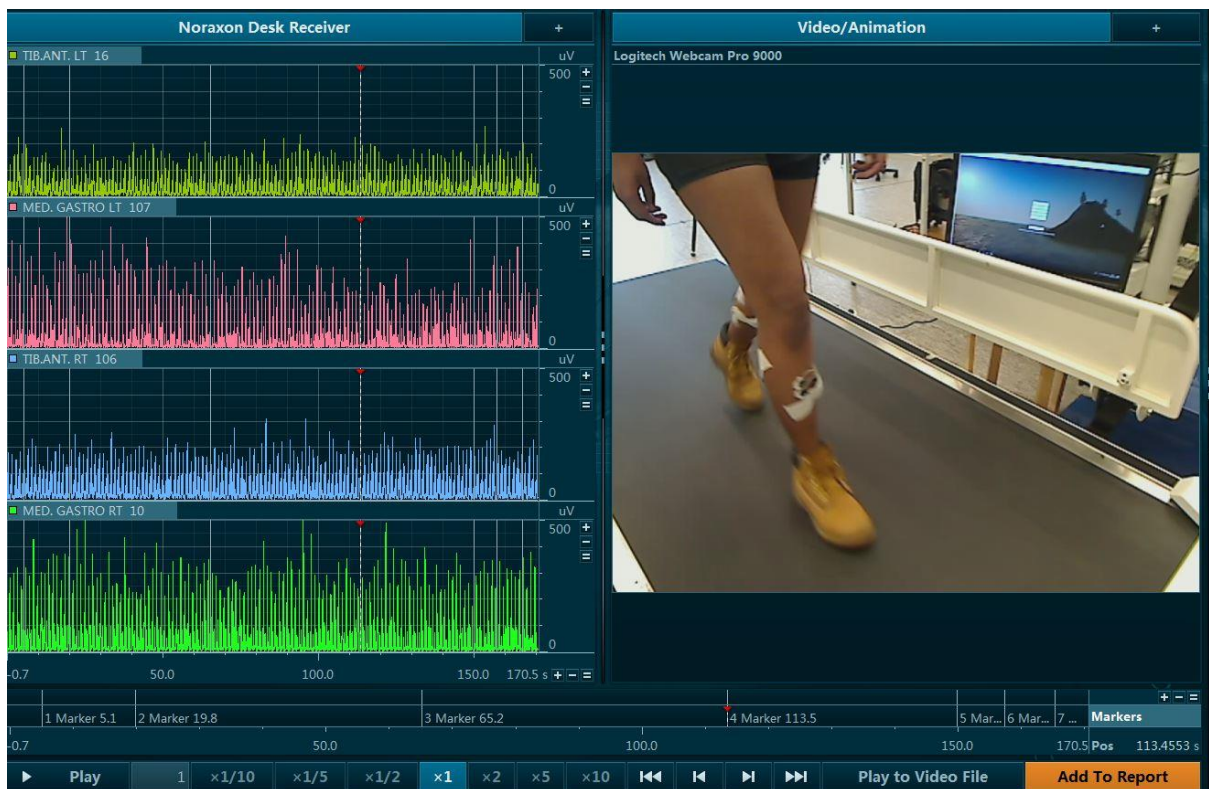 Noraxon Desk Receiver
+
Video/Animation
+
TIB.ANT. LT 16
uV
Logitech Webcam Pro 9000
500
+
-
=
0
MED. GASTRO LT 107
uV
500
+
-
=
0
TIB.ANT. RT 106
uV
500
+
-
=
0
MED. GASTRO RT 10
uV
500
+
-
=
0
-0.7 50.0 100.0 150.0 170.5 s + - =
+ - =
1 Marker 5.1 2 Marker 19.8 3 Marker 65.2 4 Marker 113.5 5 Mar... 6 Mar... 7 ... Markers
-0.7 50.0 100.0 150.0 170.5 Pos 113.4553 s
Play 1 ×1/10 ×1/5 ×1/2 ×1 ×2 ×5 ×10 Play to Video File Add To Report